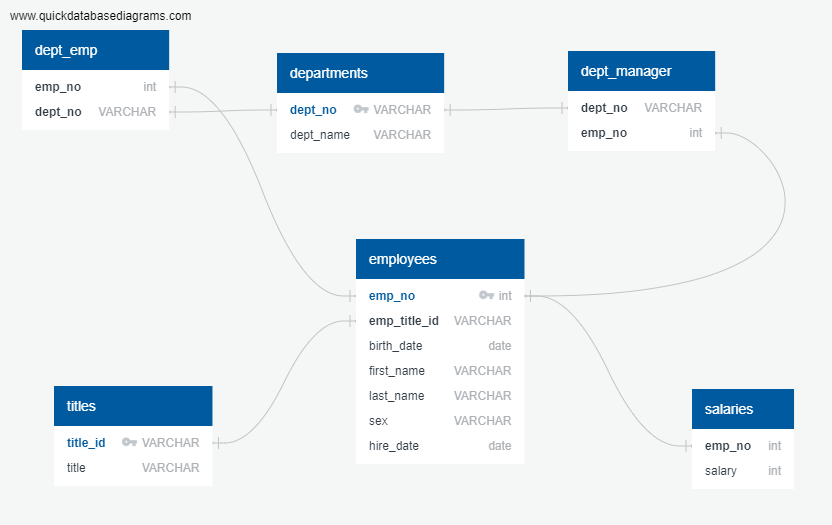 www.quickdatabasediagrams.com
dept_emp
emp_no int
dept_no VARCHAR
departments
dept_no VARCHAR
dept_name VARCHAR
dept_manager
dept_no VARCHAR
emp_no int
employees
emp_no int
emp_title_id VARCHAR
birth_date date
first_name VARCHAR
last_name VARCHAR
sex VARCHAR
hire_date date
titles
title_id VARCHAR
title VARCHAR
salaries
emp_no int
salary int